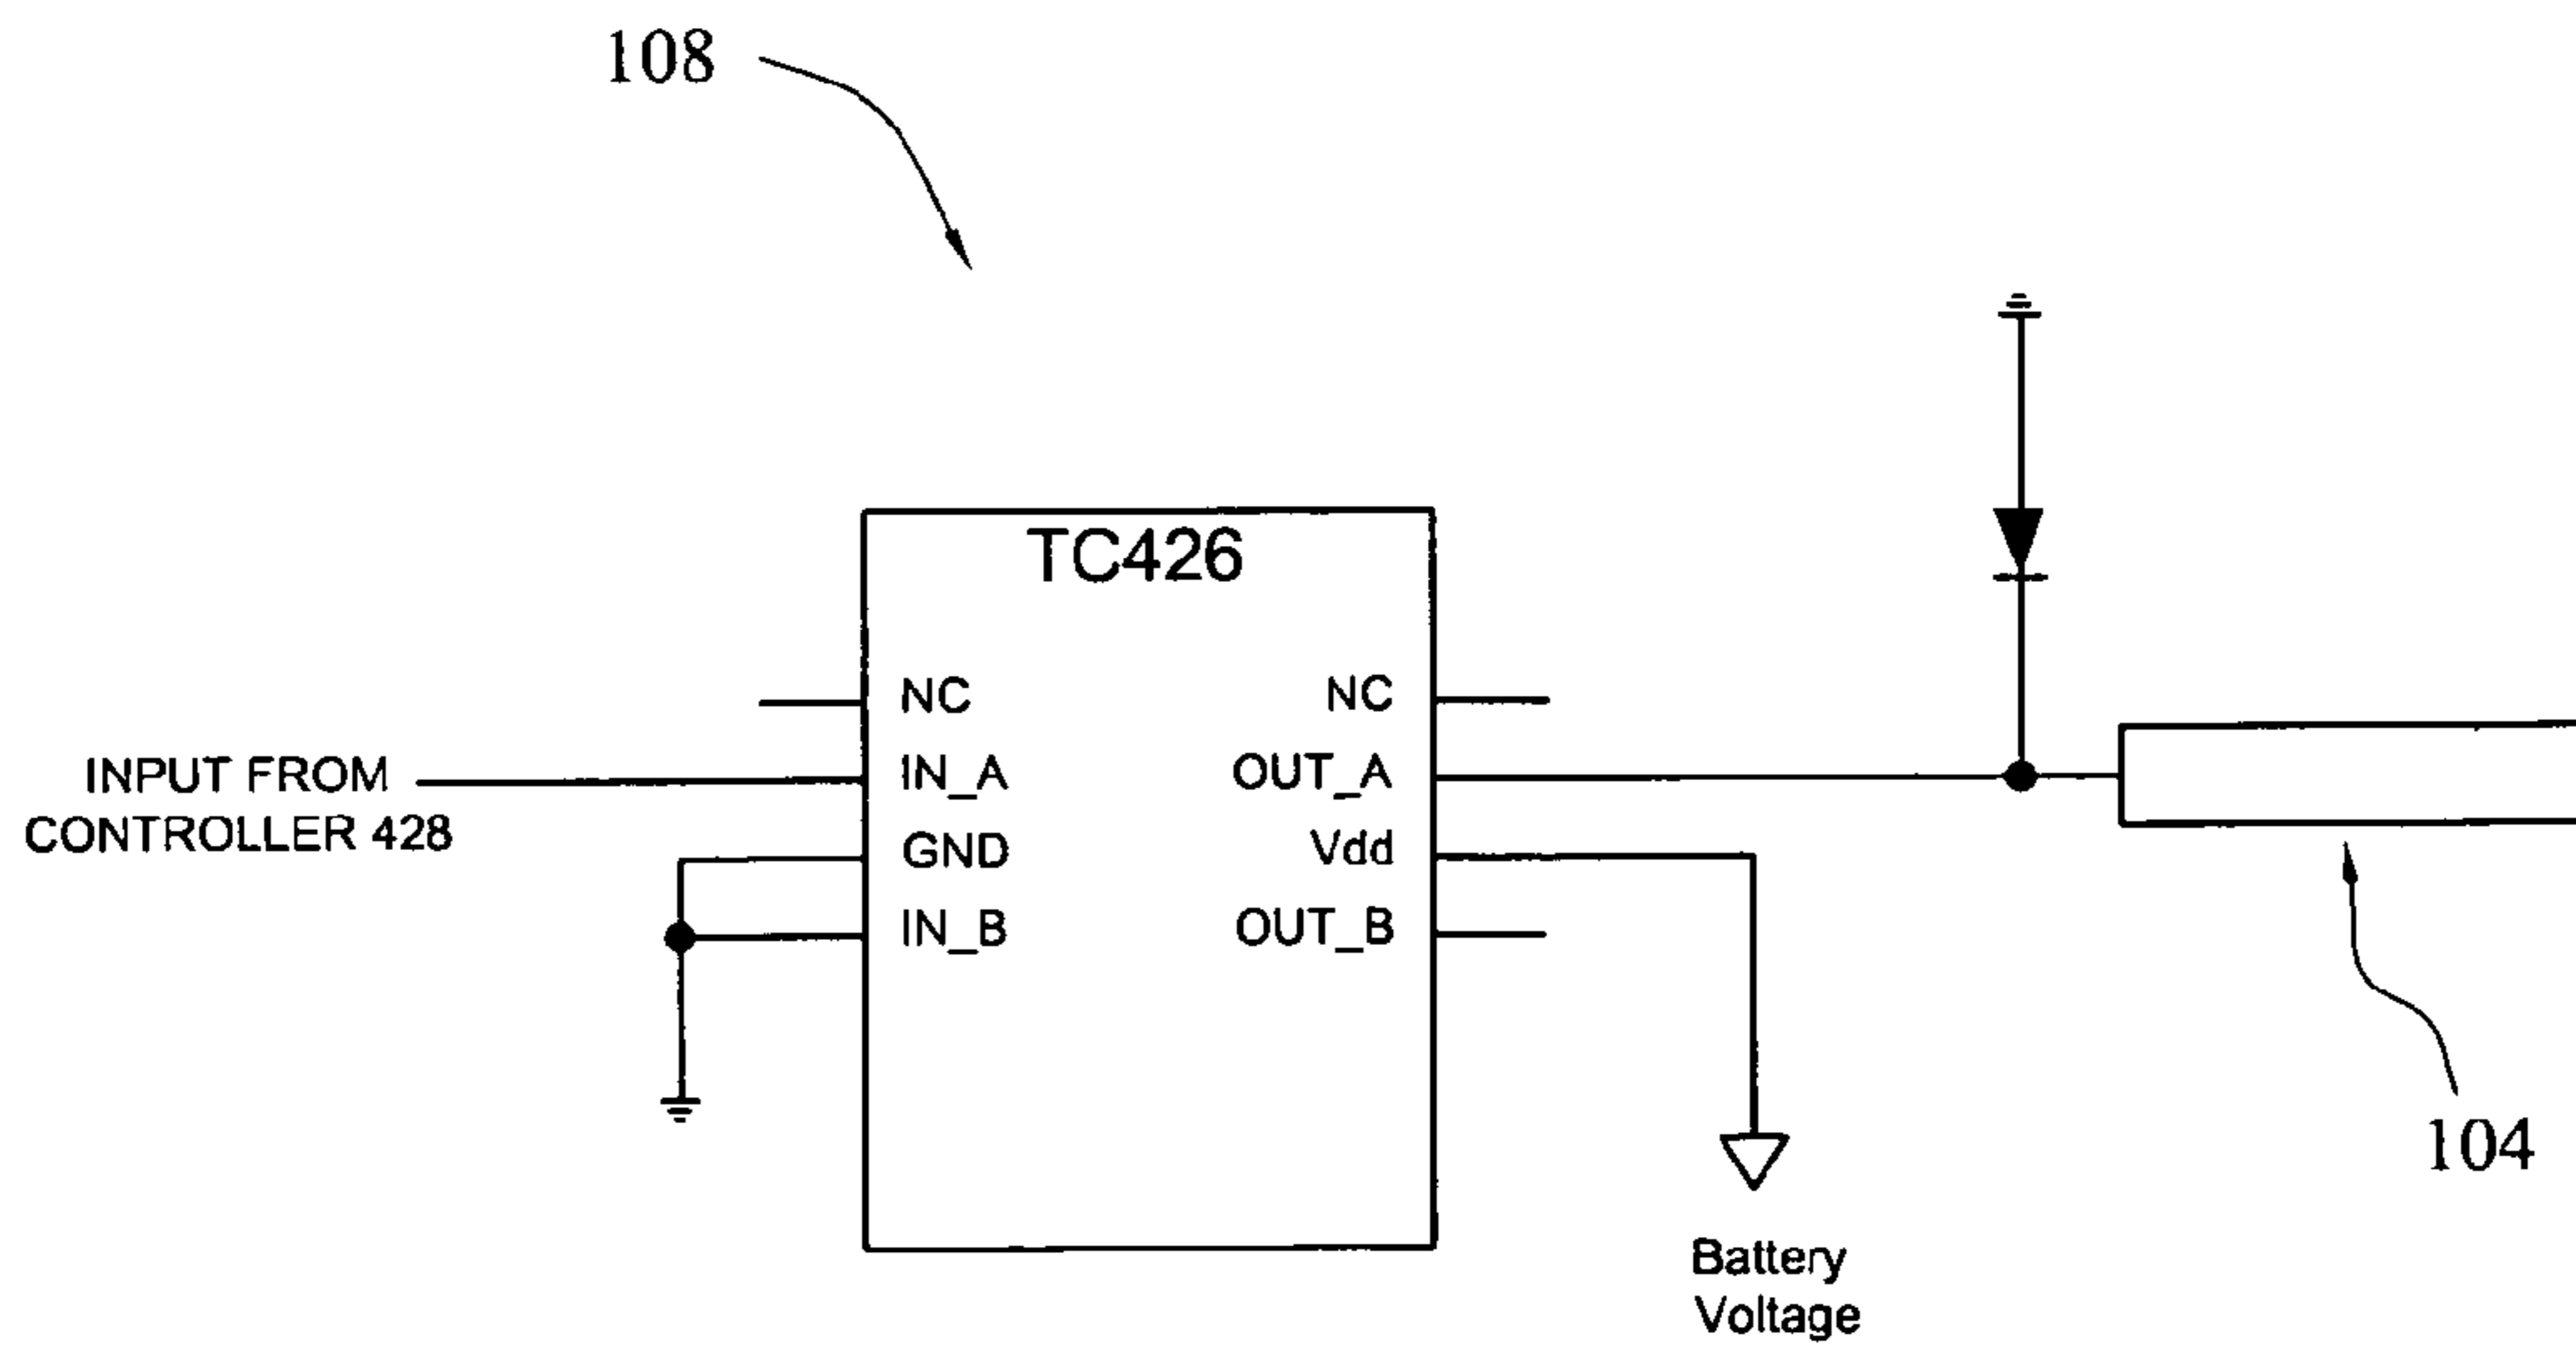 108
TC426
NC
NC
IN_A
OUT_A
INPUT FROM
CONTROLLER 428
GND
Vdd
IN_B
OUT_B
104
Battery
Voltage